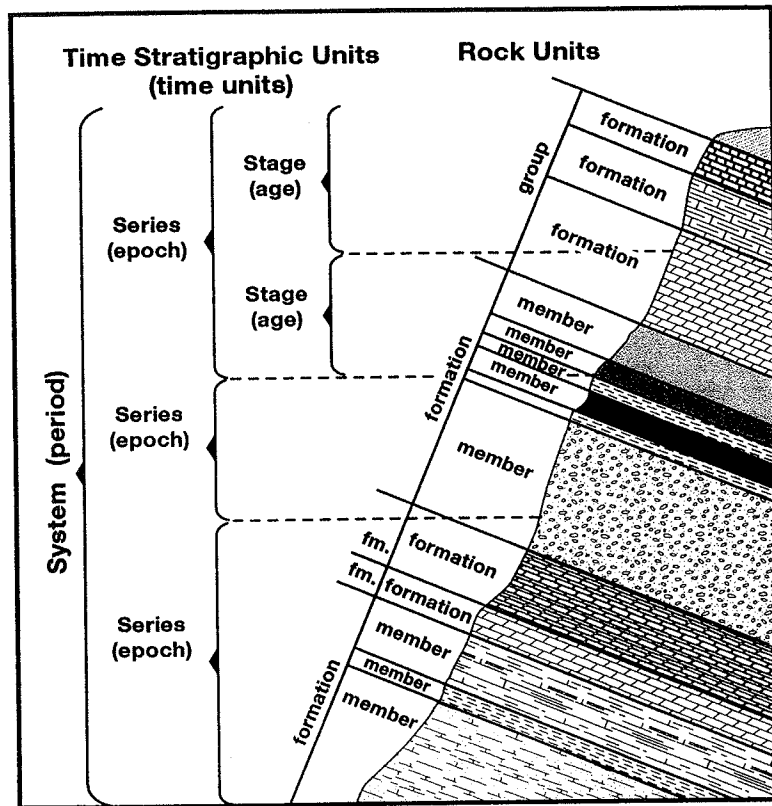 Time Stratigraphic Units
(time units)
Rock Units
System (period)
Series
(epoch)
Series
(epoch)
Series
(epoch)
Stage
(age)
Stage
(age)
group
formation
formation
formation
formation
member
member
member
member
member
fm.
formation
fm.
formation
formation
member
member
member